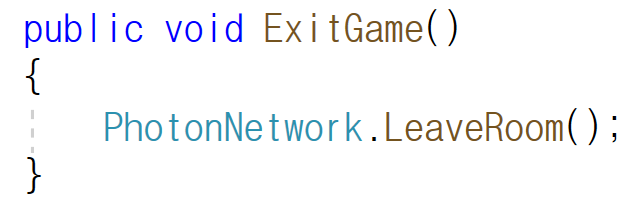 public void ExitGame()
{
    PhotonNetwork.LeaveRoom();
}